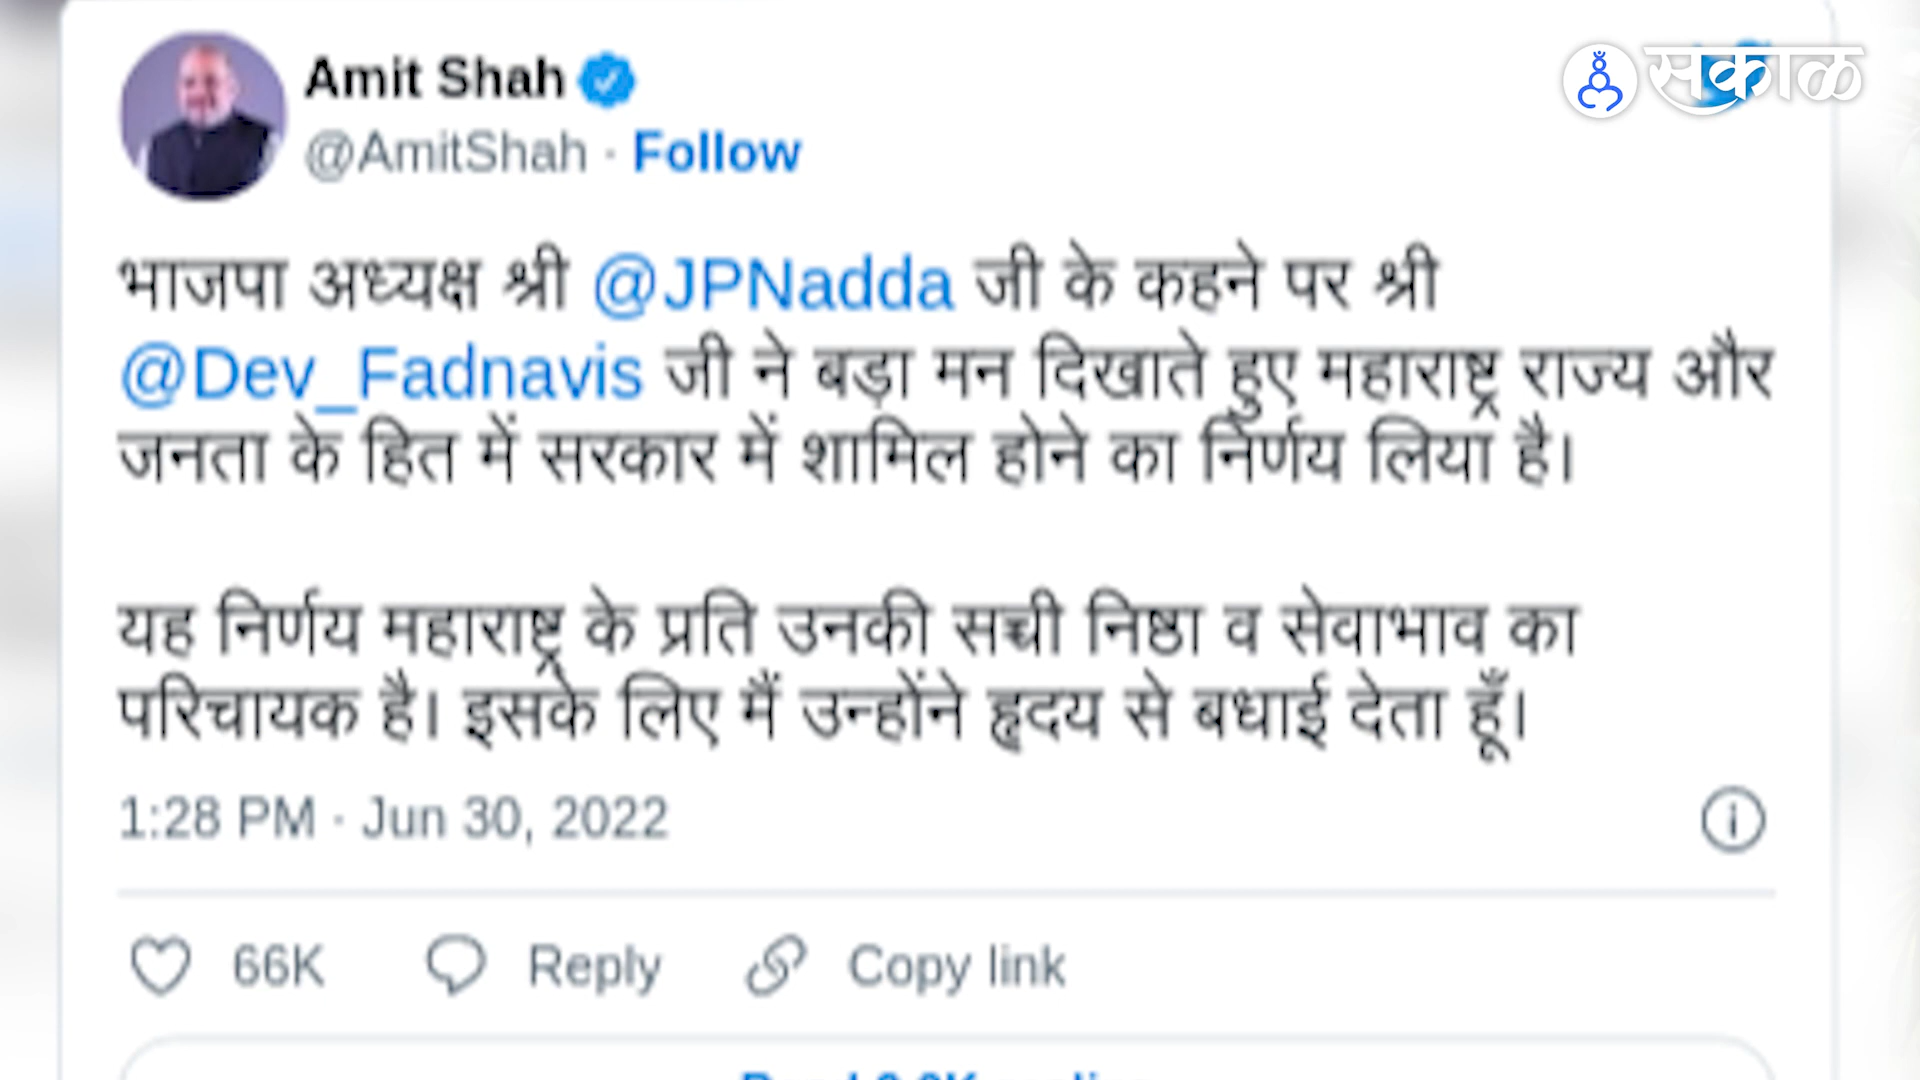 Amit Shah
@AmitShah · Follow
सकाळ
भाजपा अध्यक्ष श्री @JPNadda जी के कहने पर श्री
@Dev_Fadnavis जी ने बड़ा मन दिखाते हुए महाराष्ट्र राज्य और
जनता के हित में सरकार में शामिल होने का निर्णय लिया है।
यह निर्णय महाराष्ट्र के प्रति उनकी सच्ची निष्ठा व सेवाभाव का
परिचायक है। इसके लिए मैं उन्होंने हृदय से बधाई देता हूँ।
1:28 PM · Jun 30, 2022
66K Reply Copy link